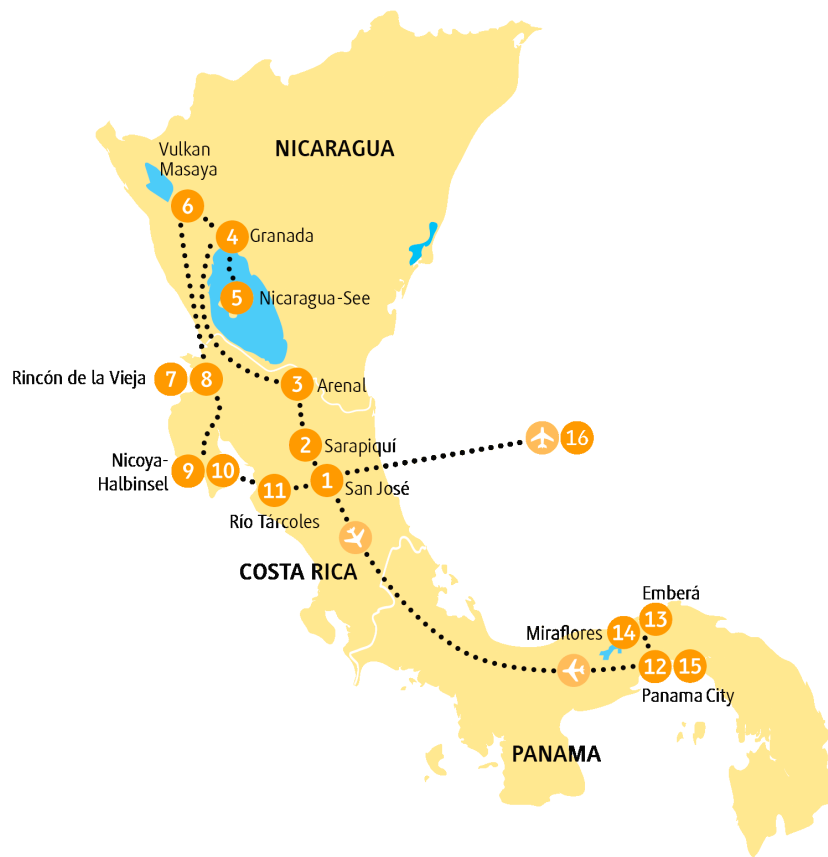 Vulkan
Masaya
NICARAGUA
6
4
Granada
5
Nicaragua-See
Rincón de la Vieja
7
8
3
Arenal
2
Sarapiquí
16
Nicoya-
Halbinsel
9
10
11
1
San José
Río Tárcoles
COSTA RICA
Emberá
13
Miraflores
14
12
15
Panama City
PANAMA